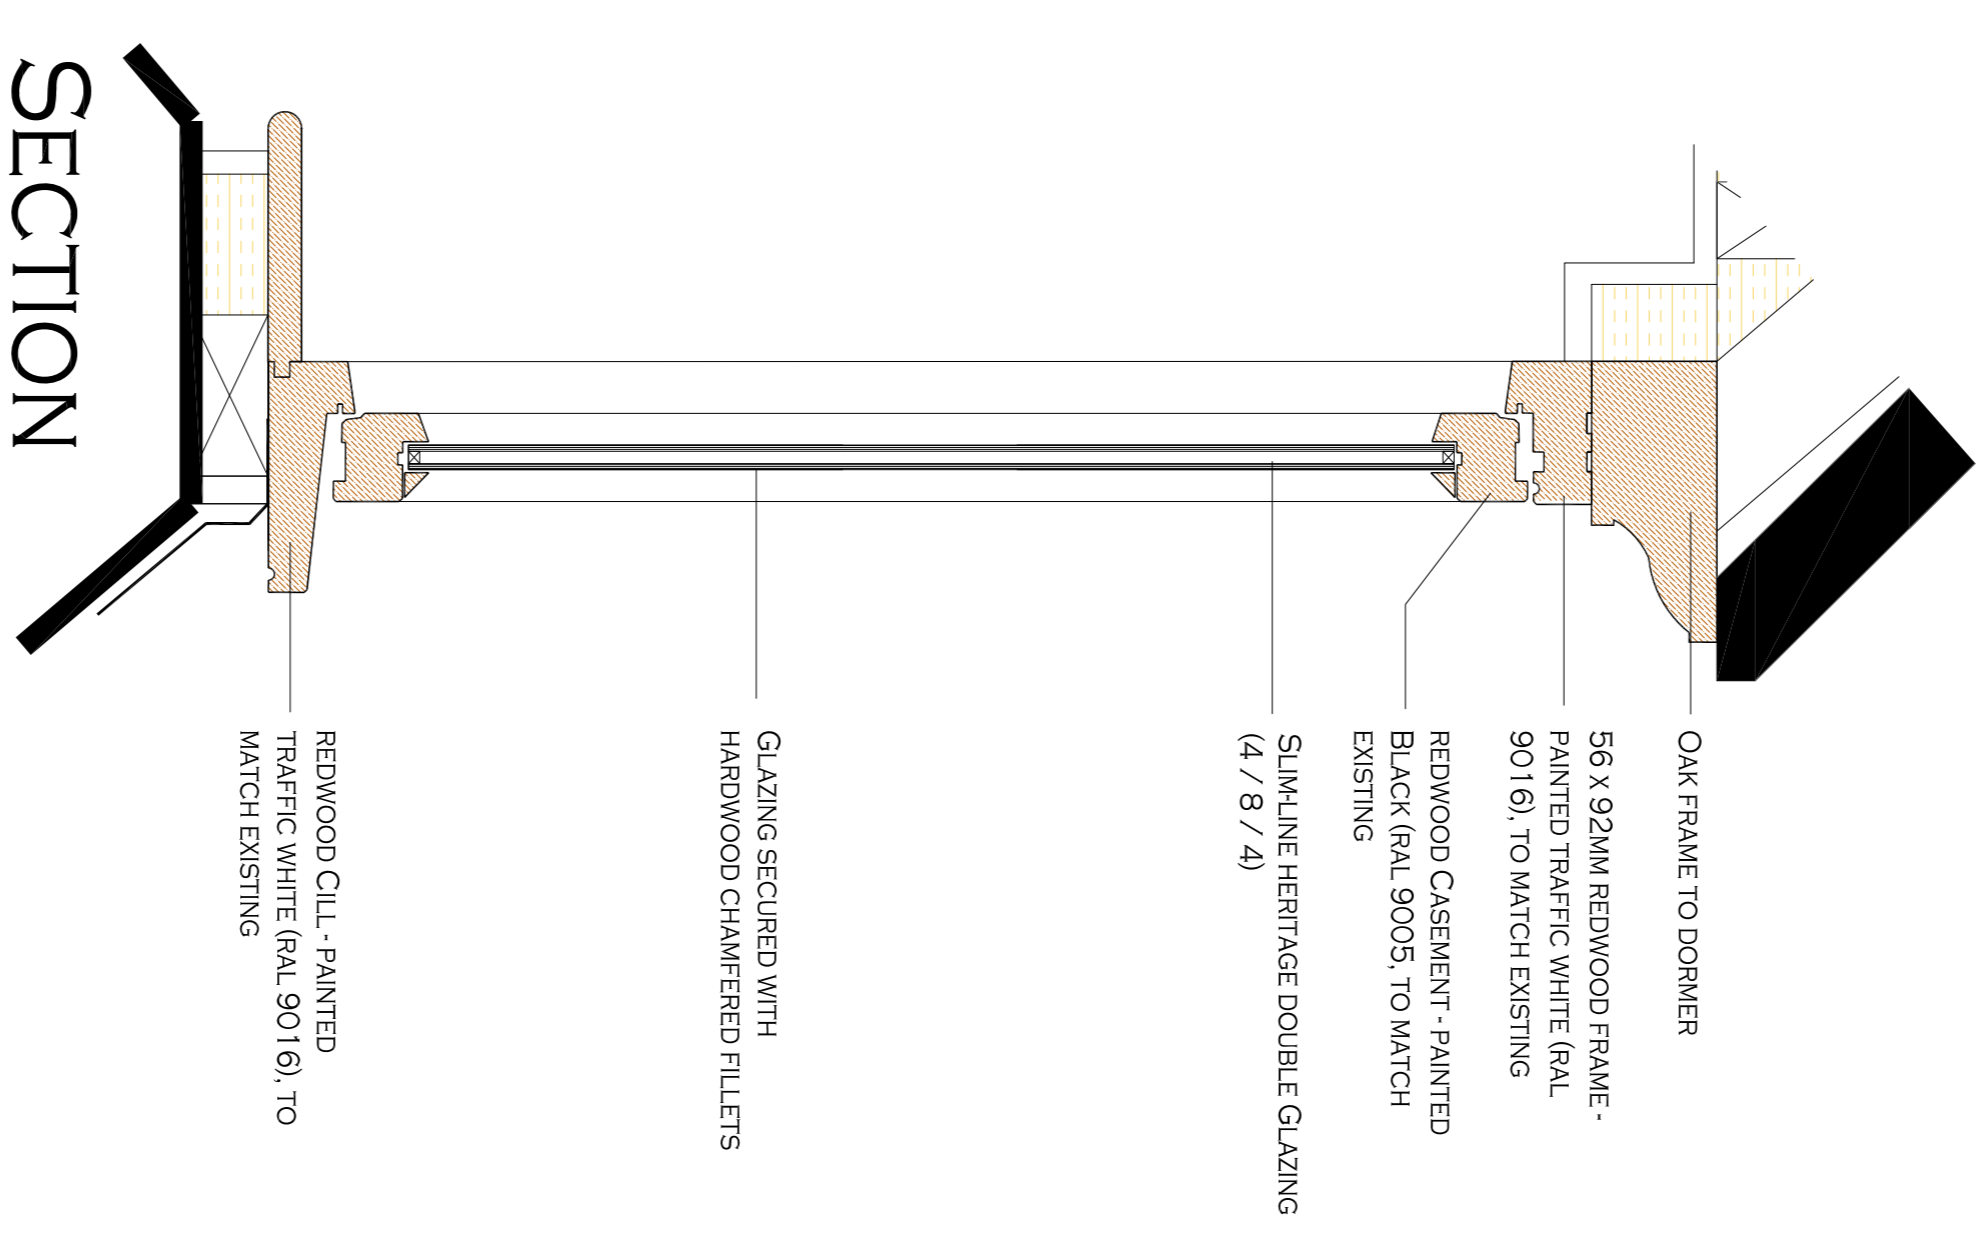 OAK FRAME TO DORMER
56 X 92MM REDWOOD FRAME -
PAINTED TRAFFIC WHITE (RAL
9016), TO MATCH EXISTING
REDWOOD CASEMENT - PAINTED
BLACK (RAL 9005, TO MATCH
EXISTING
SLIM-LINE HERITAGE DOUBLE GLAZING
(4 / 8 / 4)
GLAZING SECURED WITH
HARDWOOD CHAMFERED FILLETS
REDWOOD CILL - PAINTED
TRAFFIC WHITE (RAL 9016), TO
MATCH EXISTING
SECTION